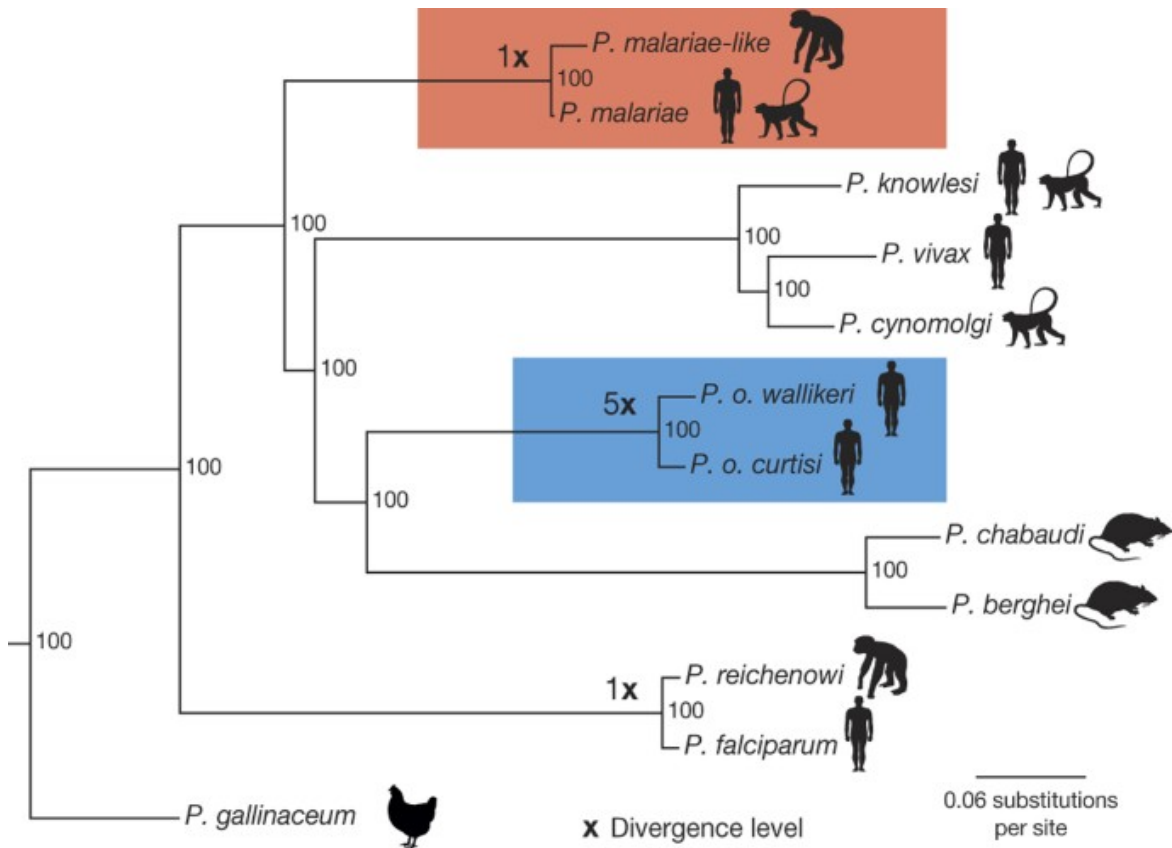 1x
P. malariae-like
100
P. malariae
P. knowlesi
100
100
P. vivax
100
P. cynomolgi
100
5x
P. o. wallikeri
100
P. o. curtisi
100
100
P. chabaudi
100
P. berghei
100
P. reichenowi
1x
100
P. falciparum
0.06 substitutions
per site
P. gallinaceum
x Divergence level